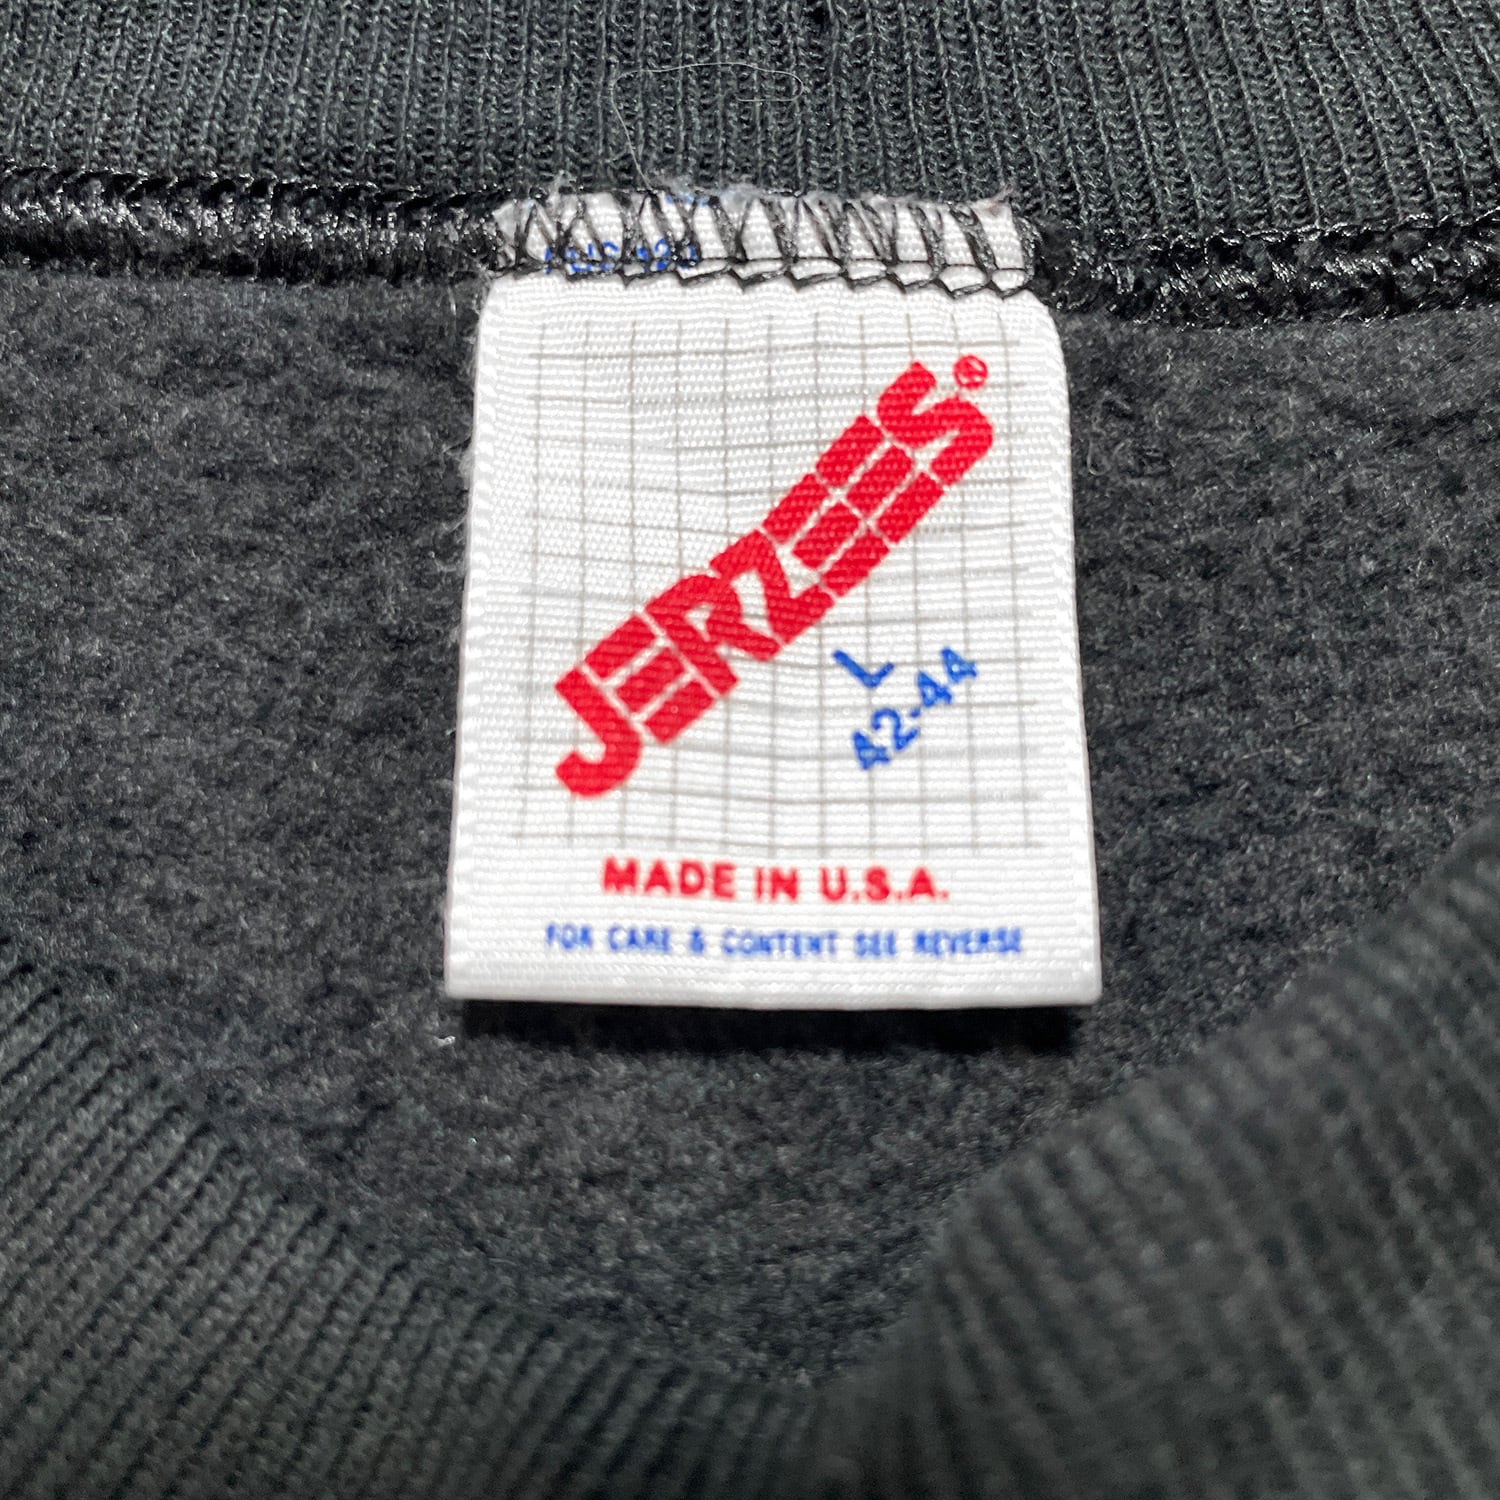 JERZEES®
L
42-44
MADE IN U.S.A.
FOR CARE & CONTENT SEE REVERSE